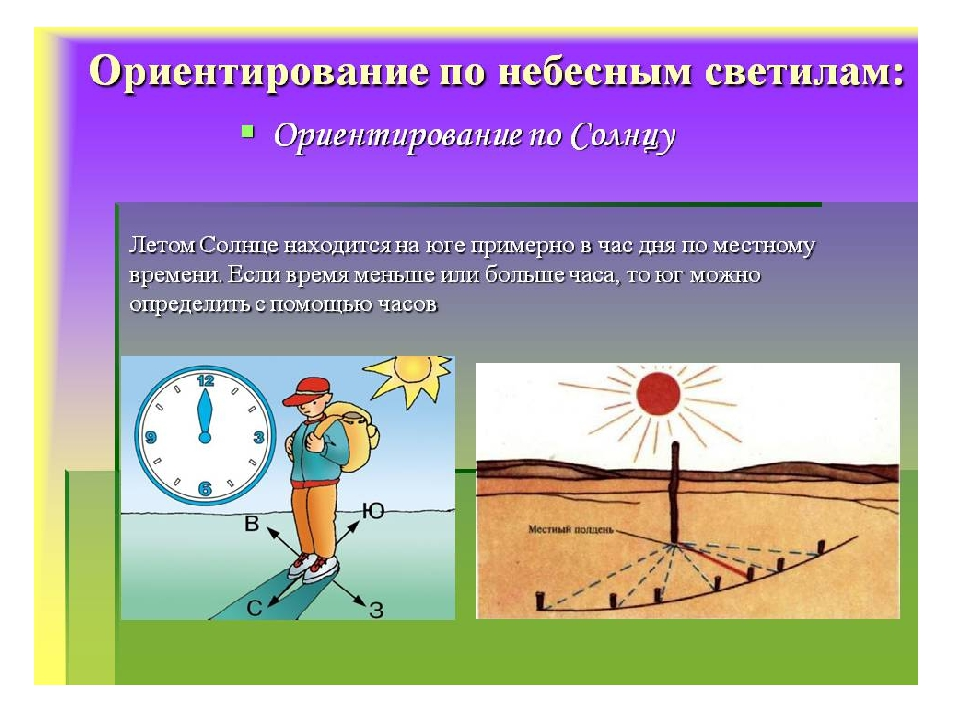 Ориентирование по небесным светилам:
Ориентирование по Солнцу
Летом Солнце находится на юге примерно в час дня по местному
времени. Если время меньше или больше часа, то юг можно
определить с помощью часов
12
9
3
6
В
Ю
С
З
Местный полдень